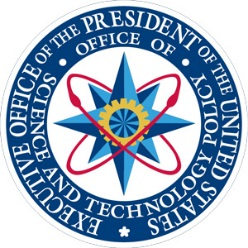 EXECUTIVE OFFICE OF THE PRESIDENT OF THE UNITED STATES
OFFICE OF
SCIENCE AND TECHNOLOGY POLICY